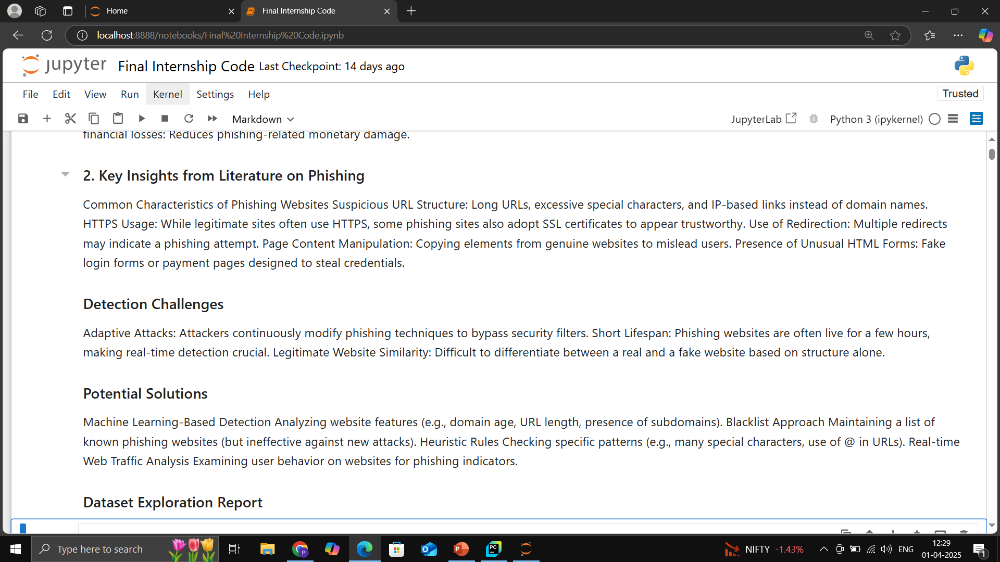 Home
Final Internship Code
localhost:8888/notebooks/Final%20Internship%20Code.ipynb
jupyter Final Internship Code Last Checkpoint: 14 days ago
File Edit View Run Kernel Settings Help
Trusted
Markdown
JupyterLab
Python 3 (ipykernel)
financial losses: Reduces phishing-related monetary damage.
2. Key Insights from Literature on Phishing
Common Characteristics of Phishing Websites Suspicious URL Structure: Long URLs, excessive special characters, and IP-based links instead of domain names.
HTTPS Usage: While legitimate sites often use HTTPS, some phishing sites also adopt SSL certificates to appear trustworthy. Use of Redirection: Multiple redirects
may indicate a phishing attempt. Page Content Manipulation: Copying elements from genuine websites to mislead users. Presence of Unusual HTML Forms: Fake
login forms or payment pages designed to steal credentials.
Detection Challenges
Adaptive Attacks: Attackers continuously modify phishing techniques to bypass security filters. Short Lifespan: Phishing websites are often live for a few hours,
making real-time detection crucial. Legitimate Website Similarity: Difficult to differentiate between a real and a fake website based on structure alone.
Potential Solutions
Machine Learning-Based Detection Analyzing website features (e.g., domain age, URL length, presence of subdomains). Blacklist Approach Maintaining a list of
known phishing websites (but ineffective against new attacks). Heuristic Rules Checking specific patterns (e.g., many special characters, use of @ in URLs). Real-time
Web Traffic Analysis Examining user behavior on websites for phishing indicators.
Dataset Exploration Report
Type here to search
P
P
PC
NIFTY -1.43%
ENG
12:29
01-04-2025
1